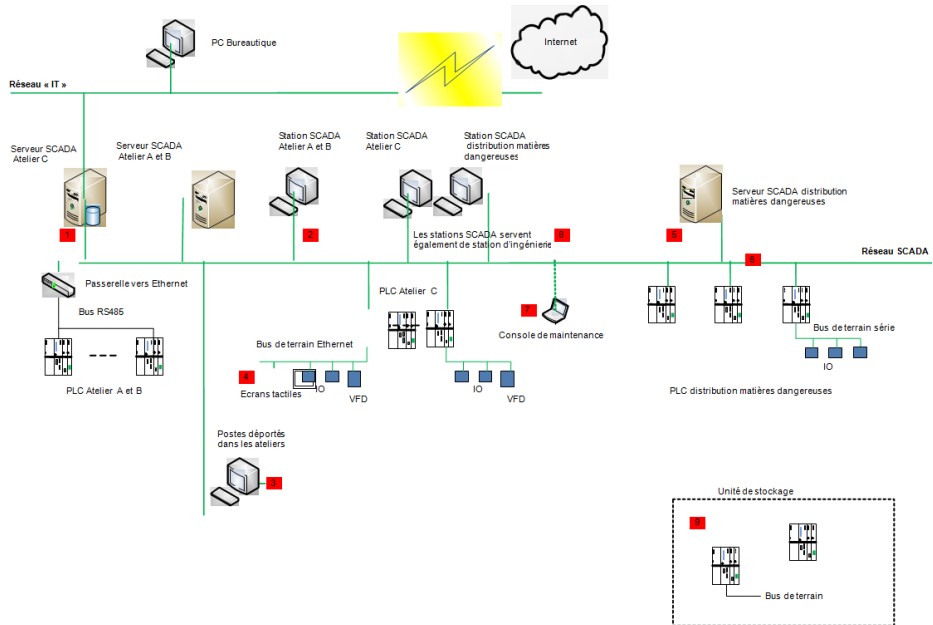 PC Bureautique
Internet
Réseau « IT »
Serveur SCADA
Atelier C
Serveur SCADA
Atelier A et B
Station SCADA
Atelier A et B
Station SCADA
Atelier C
Station SCADA
distribution matières
dangereuses
Serveur SCADA distribution
matières dangereuses
1
2
Les stations SCADA servent
également de station d'ingénierie
8
5
Réseau SCADA
6
Passerelle vers Ethernet
Bus RS485
PLC Atelier A et B
PLC Atelier C
7
Console de maintenance
Bus de terrain Ethernet
4
Ecrans tactiles
IO
VFD
IO
VFD
Bus de terrain série
IO
PLC distribution matières dangereuses
Postes déportés
dans les ateliers
3
Unité de stockage
9
Bus de terrain